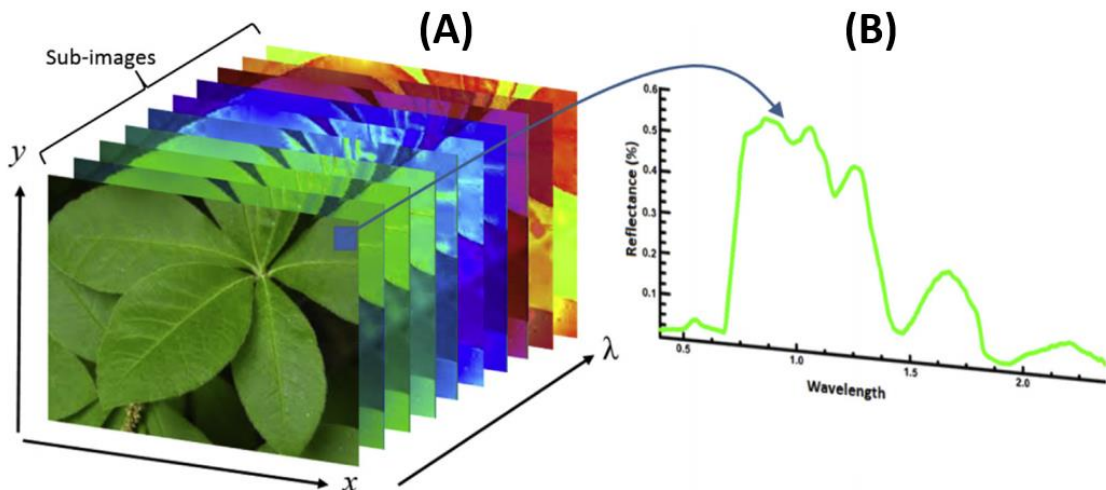 (A)
(B)
Sub-images
y
x
λ
0.6
0.5
0.4
0.3
0.2
0.1
Reflectance (%)
0.5
1.0
1.5
2.0
Wavelength